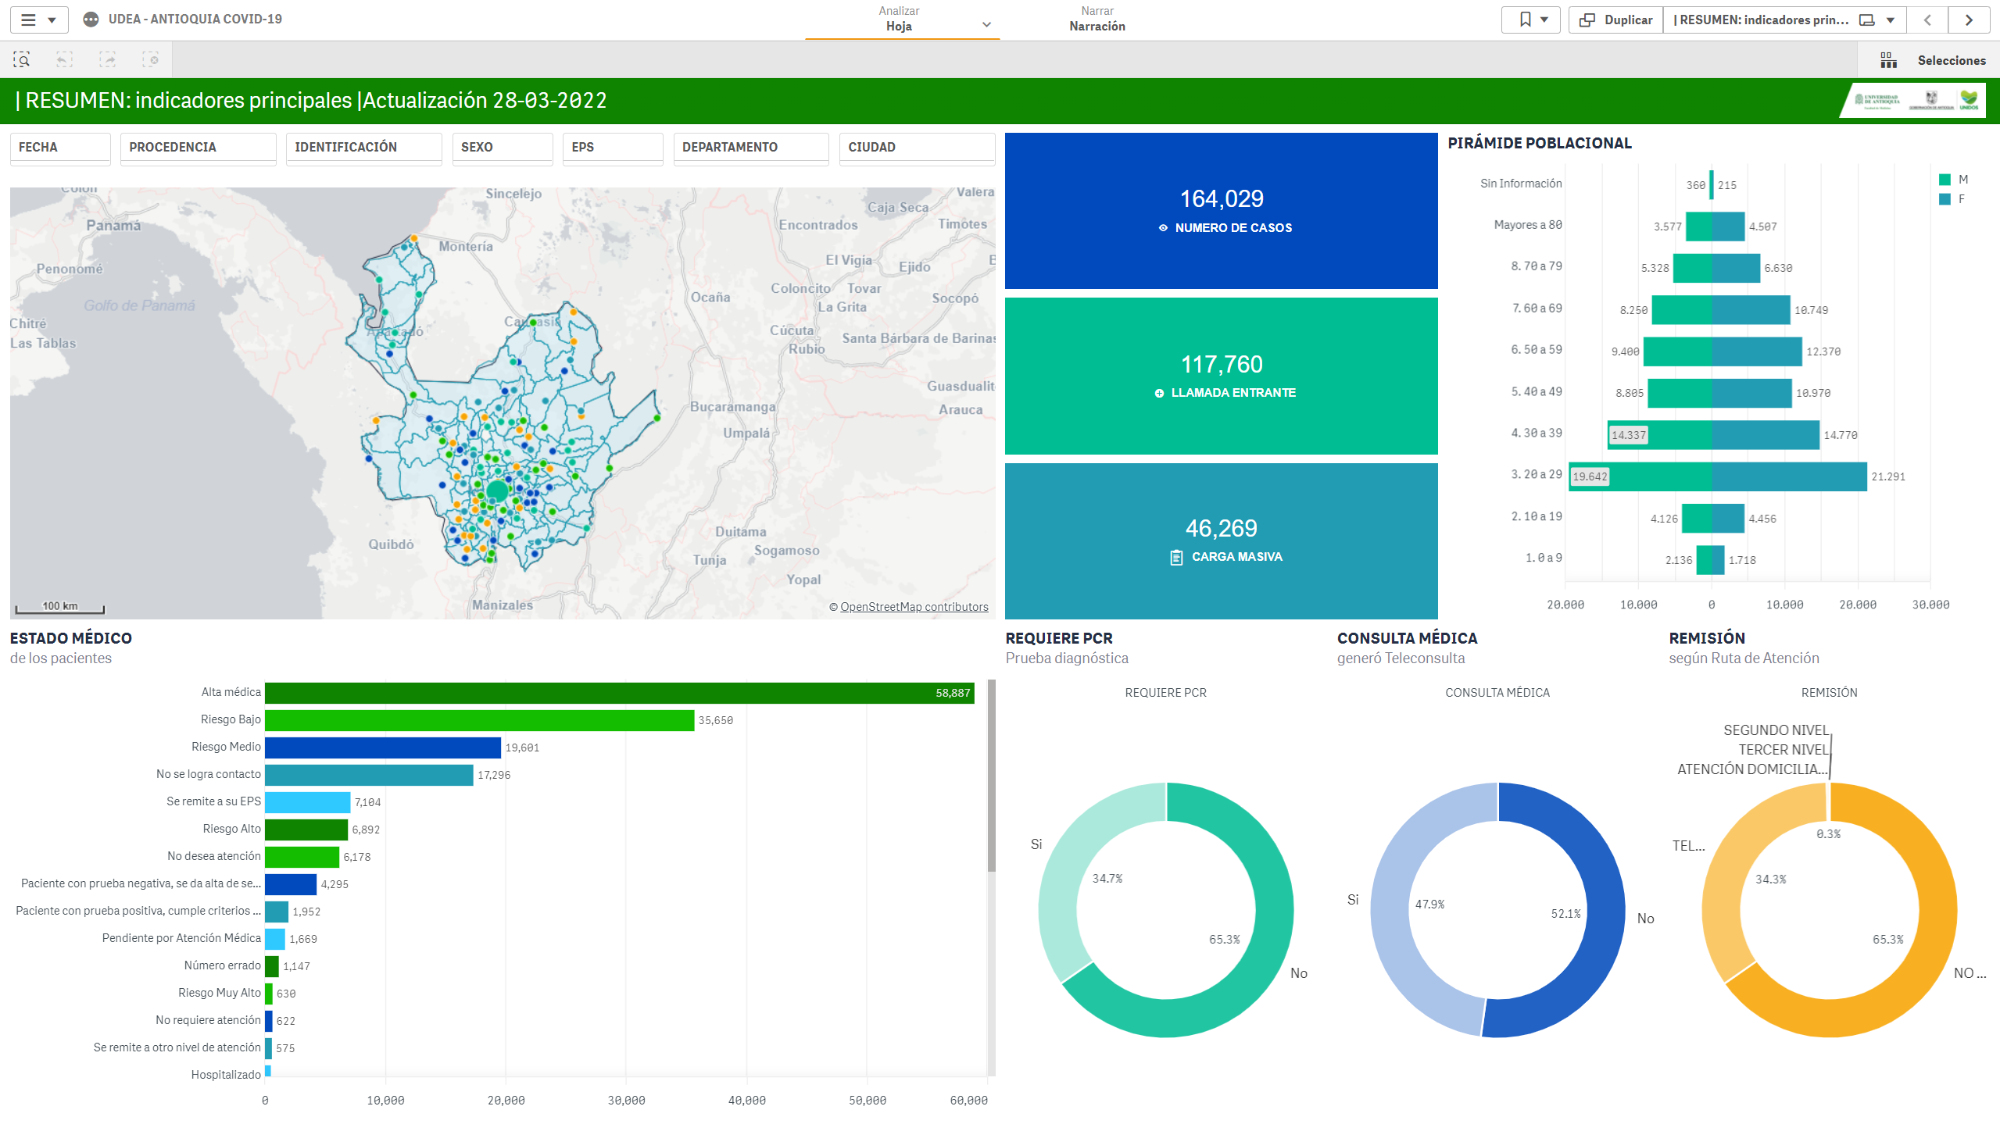 UDEA - ANTIOQUIA COVID-19
Analizar
Hoja
Narrar
Narración
Duplicar
| RESUMEN: indicadores prin...
Selecciones
| RESUMEN: indicadores principales |Actualización 28-03-2022
UNIVERSIDAD DE ANTIOQUIA
UNIDOS
FECHA
PROCEDENCIA
IDENTIFICACIÓN
SEXO
EPS
DEPARTAMENTO
CIUDAD
Colón
Sincelejo
Valera
Caja Seca
Panamá
Encontrados
Timótes
Montería
El Vigía
Ejido
Penonomé
Coloncito
Tovar
Ocaña
La Grita
Socopó
Golfo de Panamá
Chitré
Las Tablas
Cúcuta
Rubio
Santa Bárbara de Barinas
Guasdualit
Bucaramanga
Arauca
Umpalá
Duitama
Quibdó
Sogamoso
Tunja
Yopal
Manizales
100 km
© OpenStreetMap contributors
164,029
NUMERO DE CASOS
117,760
LLAMADA ENTRANTE
46,269
CARGA MASIVA
PIRÁMIDE POBLACIONAL
M
F
Sin Información 360 215
Mayores a 80 3.577 4.507
8. 70 a 79 5.328 6.630
7. 60 a 69 8.250 10.749
6. 50 a 59 9.400 12.370
5. 40 a 49 8.805 10.970
4. 30 a 39 14.337 14.770
3. 20 a 29 19.642 21.291
2. 10 a 19 4.126 4.456
1. 0 a 9 2.136 1.718
20.000 10.000 0 10.000 20.000 30.000
ESTADO MÉDICO
de los pacientes
Alta médica 58,887
Riesgo Bajo 35,650
Riesgo Medio 19,601
No se logra contacto 17,296
Se remite a su EPS 7,104
Riesgo Alto 6,892
No desea atención 6,178
Paciente con prueba negativa, se da alta de se... 4,295
Paciente con prueba positiva, cumple criterios ... 1,952
Pendiente por Atención Médica 1,669
Número errado 1,147
Riesgo Muy Alto 630
No requiere atención 622
Se remite a otro nivel de atención 575
Hospitalizado
0 10,000 20,000 30,000 40,000 50,000 60,000
REQUIERE PCR
Prueba diagnóstica
REQUIERE PCR
Si
34.7%
65.3%
No
CONSULTA MÉDICA
generó Teleconsulta
CONSULTA MÉDICA
Si
47.9%
52.1%
No
REMISIÓN
según Ruta de Atención
REMISIÓN
SEGUNDO NIVEL
TERCER NIVEL
ATENCIÓN DOMICILIA...
0.3%
TEL...
34.3%
65.3%
NO ...